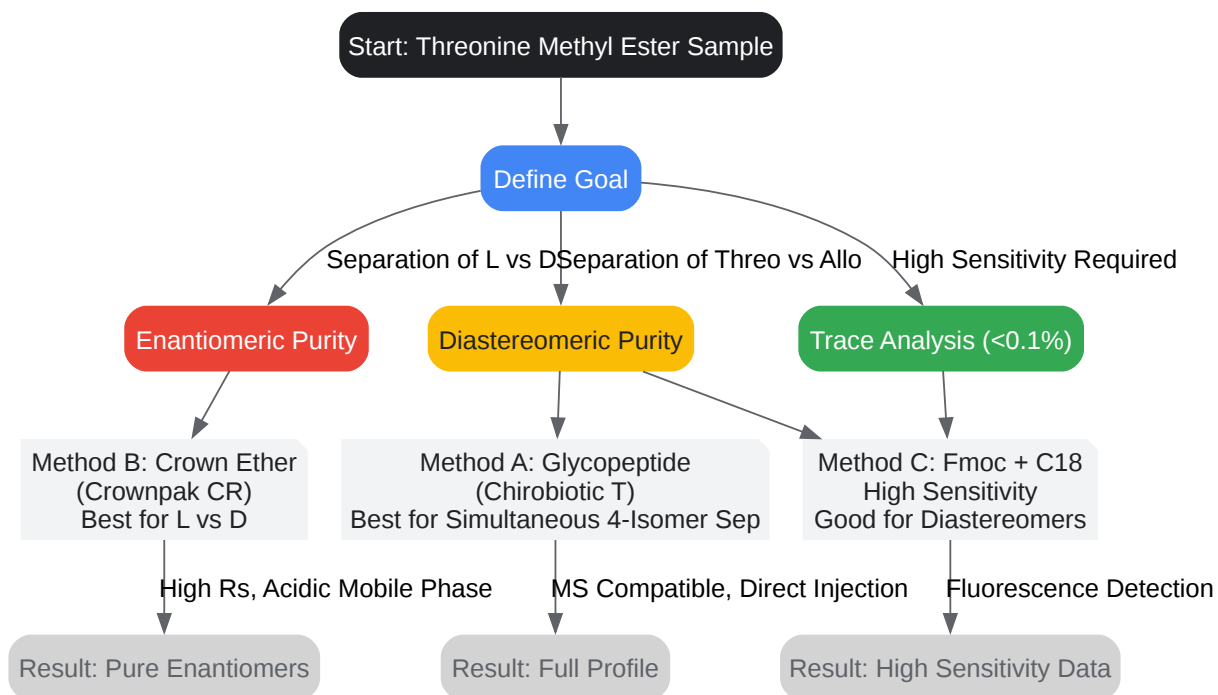 Start: Threonine Methyl Ester Sample
Define Goal
Separation of L vs D
Separation of Threo vs Allo
High Sensitivity Required
Enantiomeric Purity
Diastereomeric Purity
Trace Analysis (<0.1%)
Method B: Crown Ether
(Crownpak CR)
Best for L vs D
Method A: Glycopeptide
(Chirobiotic T)
Best for Simultaneous 4-Isomer Sep
Method C: Fmoc + C18
High Sensitivity
Good for Diastereomers
High Rs, Acidic Mobile Phase
MS Compatible, Direct Injection
Fluorescence Detection
Result: Pure Enantiomers
Result: Full Profile
Result: High Sensitivity Data